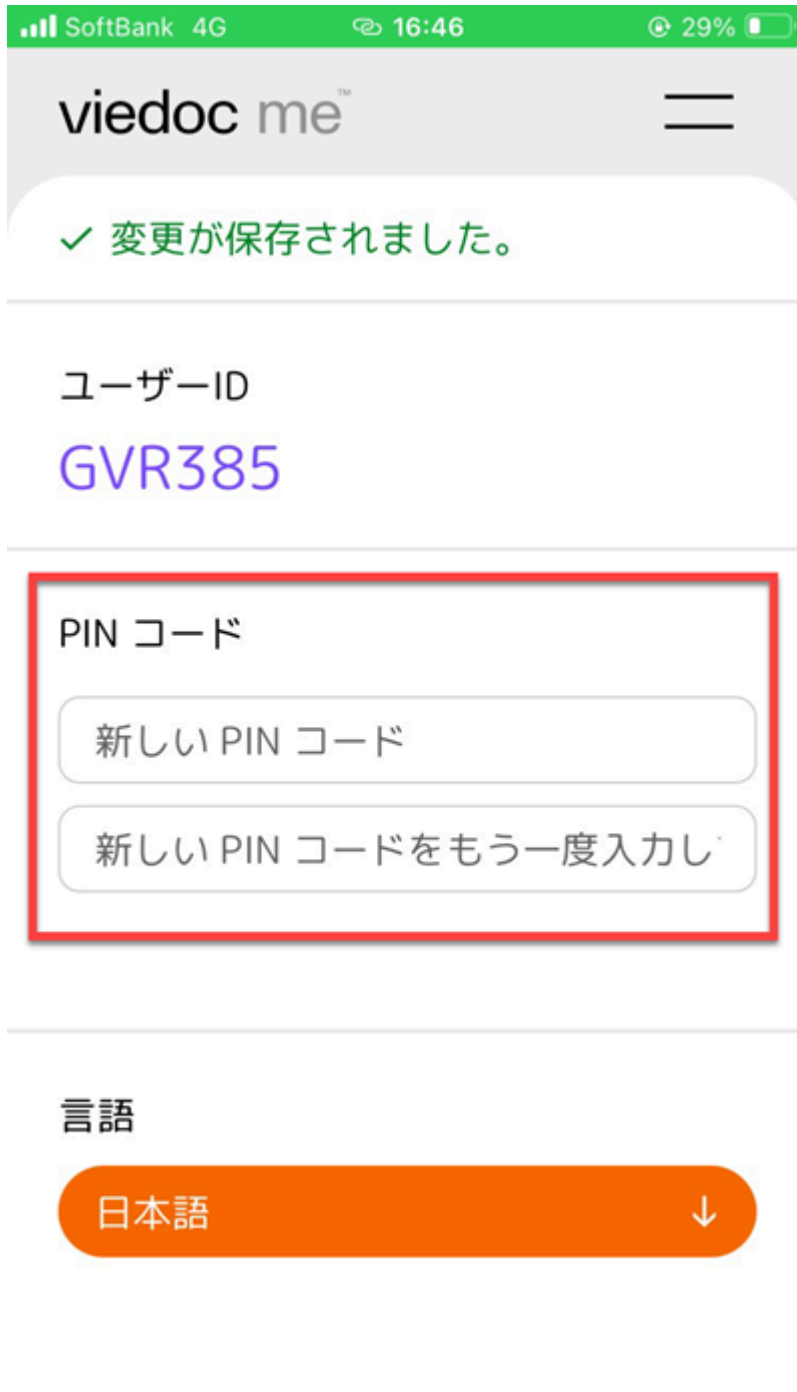 SoftBank 4G 16:46 29%
viedoc me™
✓ 変更が保存されました。
ユーザーID
GVR385
PIN コード
新しい PIN コード
新しい PIN コードをもう一度入力し
言語
日本語